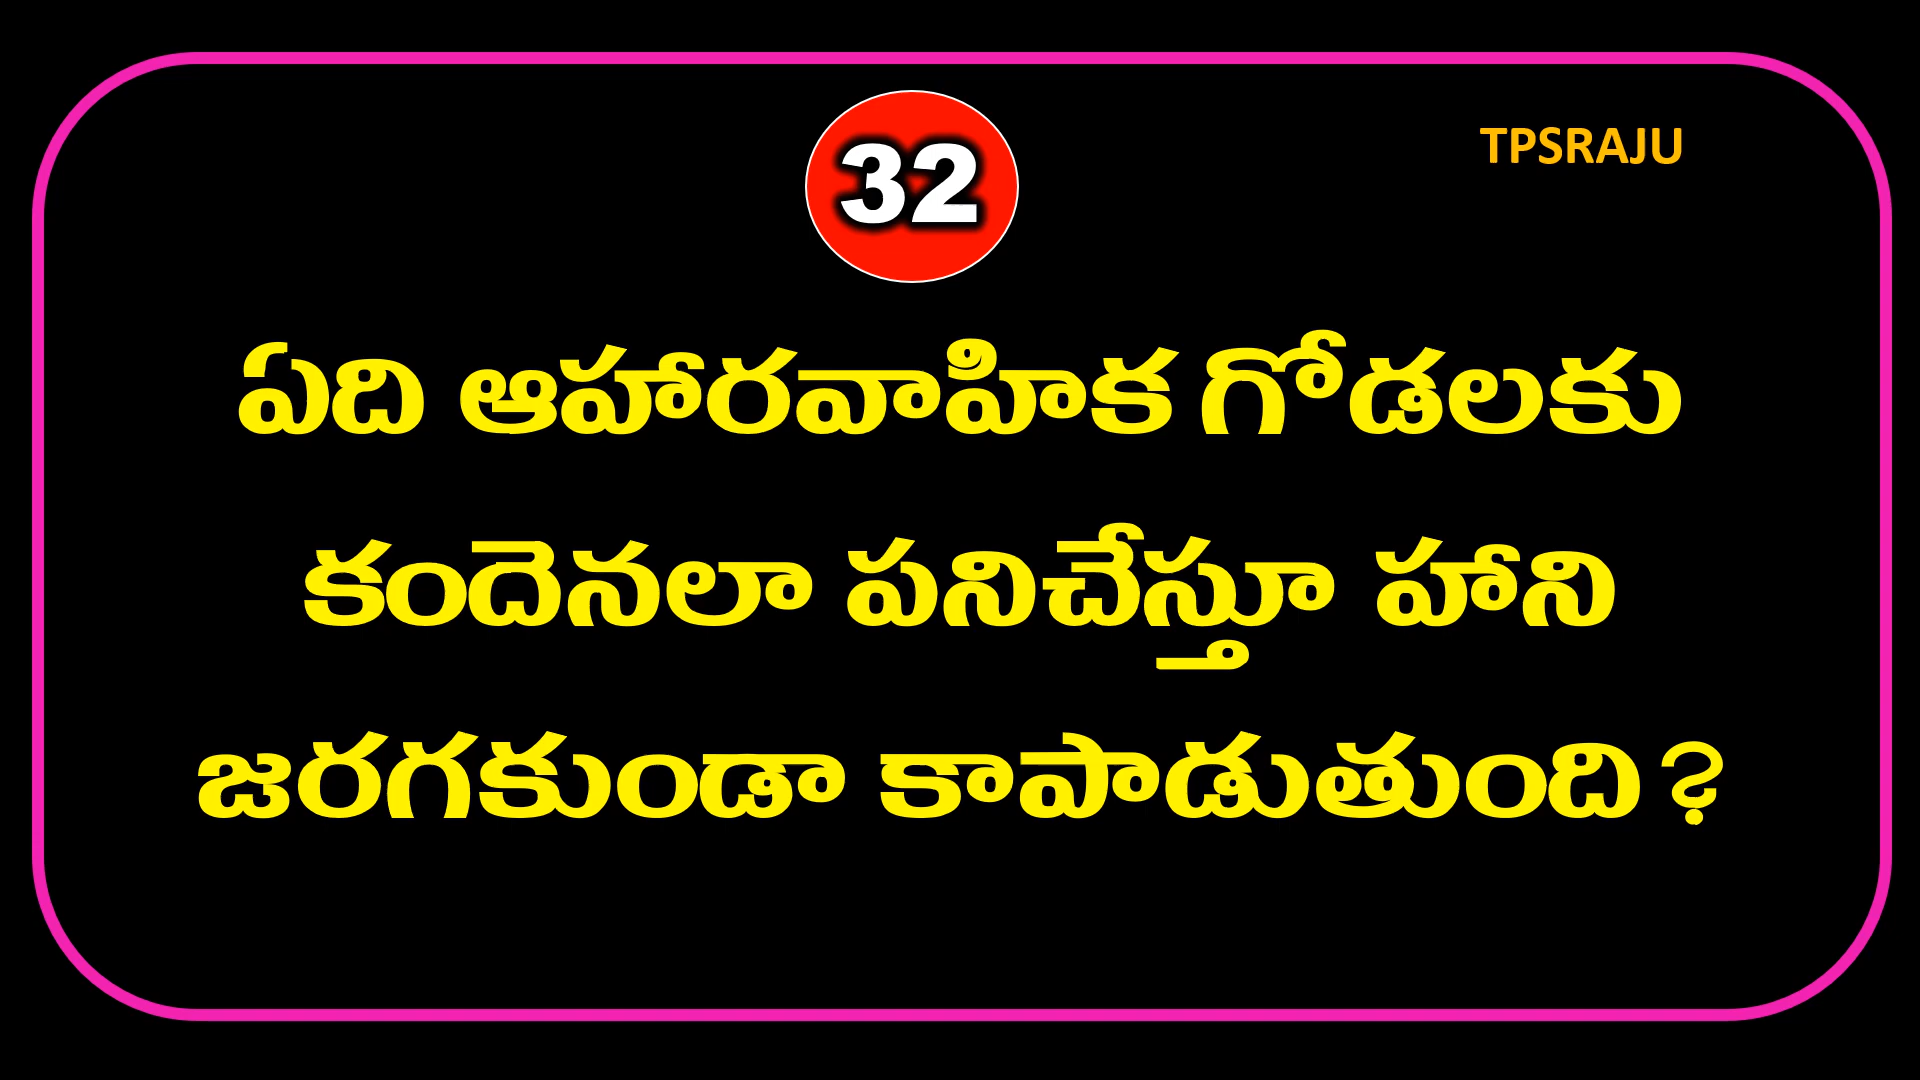 32
TPSRAJU
ఏది ఆహారవాహిక గోడలకు
కందెనలా పనిచేస్తూ హాని
జరగకుండా కాపాడుతుంది?